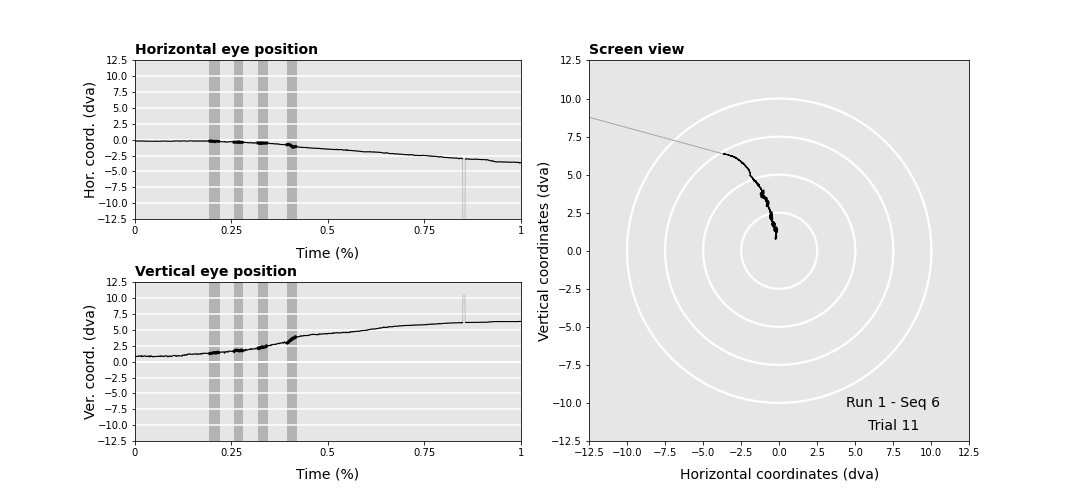 Horizontal eye position
Hor. coord. (dva)
12.5
10.0
7.5
5.0
2.5
0.0
−2.5
−5.0
−7.5
−10.0
−12.5
0 0.25 0.5 0.75 1
Time (%)
Vertical eye position
Ver. coord. (dva)
12.5
10.0
7.5
5.0
2.5
0.0
−2.5
−5.0
−7.5
−10.0
−12.5
0 0.25 0.5 0.75 1
Time (%)
Screen view
Vertical coordinates (dva)
12.5
10.0
7.5
5.0
2.5
0.0
−2.5
−5.0
−7.5
−10.0
−12.5
Run 1 - Seq 6
Trial 11
−12.5 −10.0 −7.5 −5.0 −2.5 0.0 2.5 5.0 7.5 10.0 12.5
Horizontal coordinates (dva)